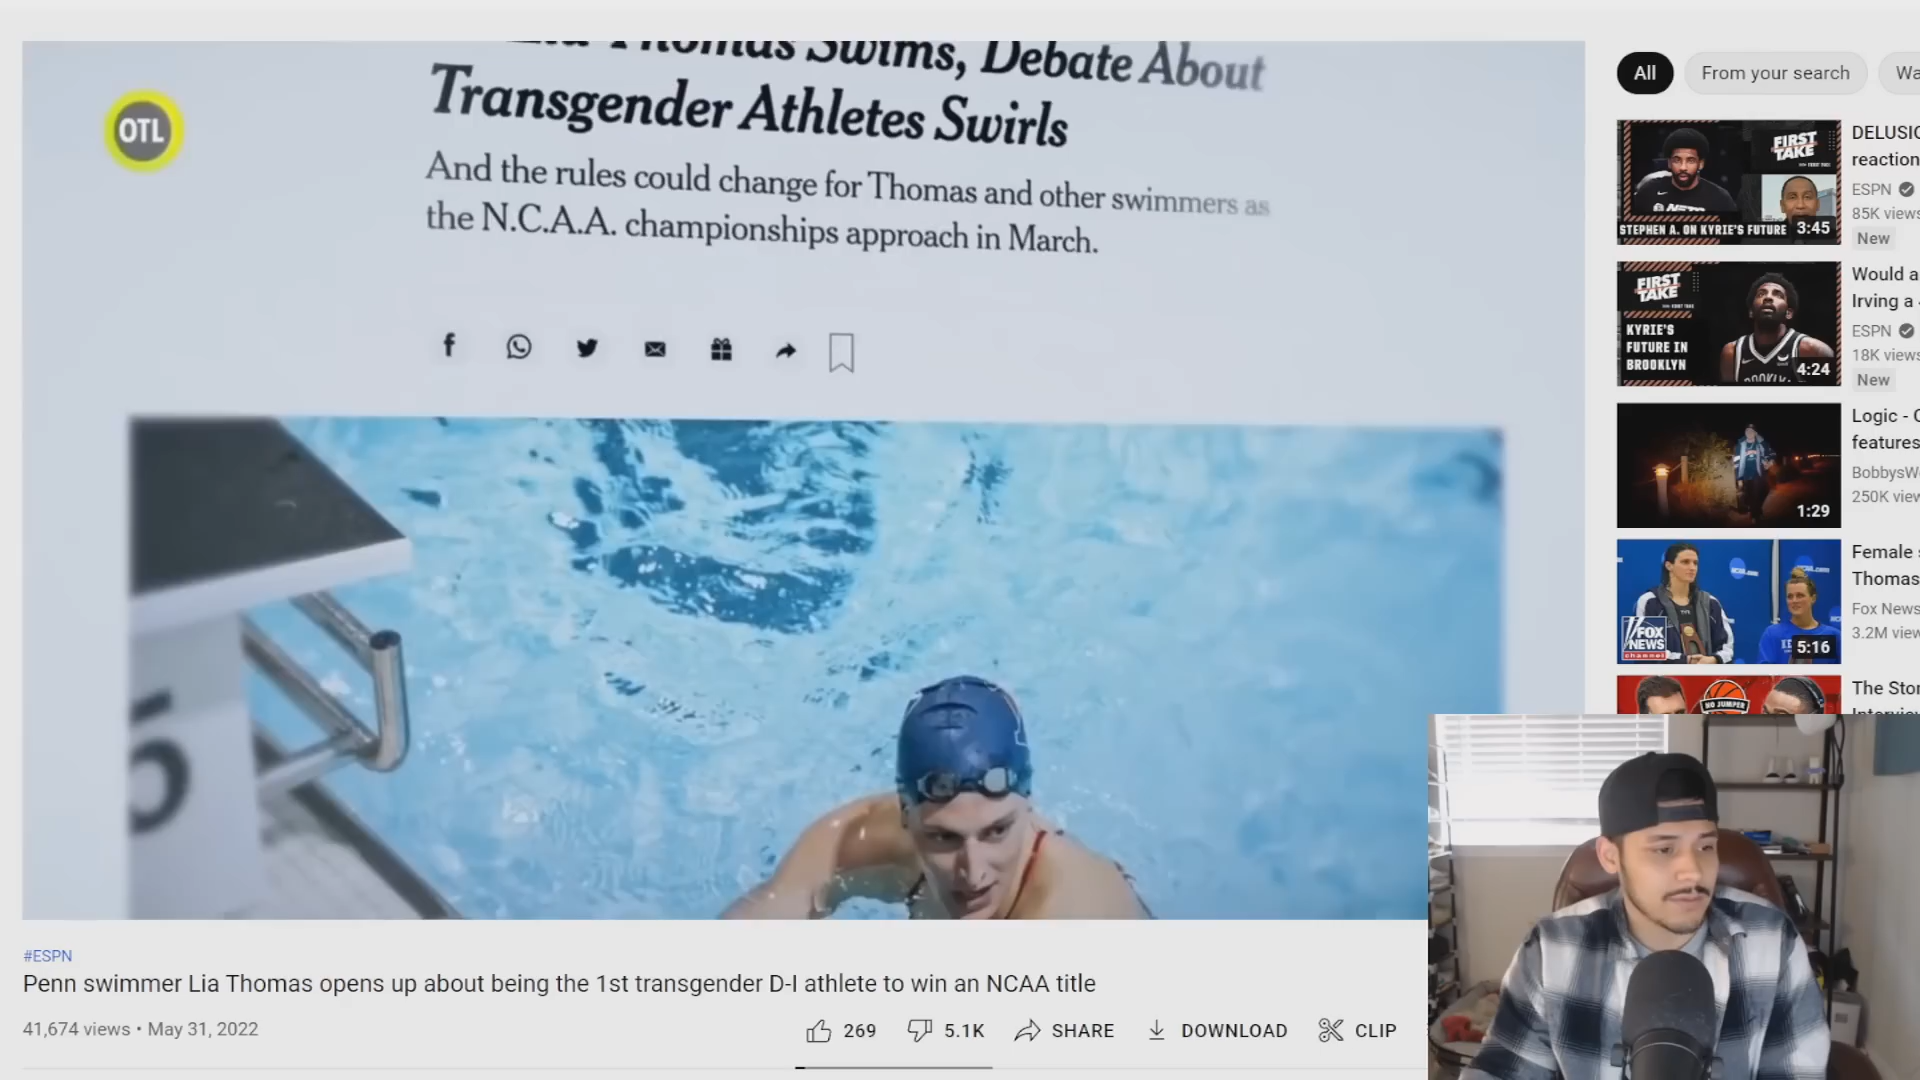 Thomas Swims, Debate About
Transgender Athletes Swirls
And the rules could change for Thomas and other swimmers as
the N.C.A.A. championships approach in March.
OTL
5
#ESPN
Penn swimmer Lia Thomas opens up about being the 1st transgender D-I athlete to win an NCAA title
41,674 views • May 31, 2022
269
5.1K
SHARE
DOWNLOAD
CLIP
All
From your search
FIRST
TAKE
STEPHEN A. ON KYRIE'S FUTURE
3:45
reaction
ESPN
85K views
New
FIRST
TAKE
KYRIE'S
FUTURE IN
BROOKLYN
4:24
Would a
Irving a
ESPN
18K views
New
1:29
Logic -
features
250K view
FOX
NEWS
channel
5:16
Female
Thomas
Fox News
3.2M view
NO JUMPER
The